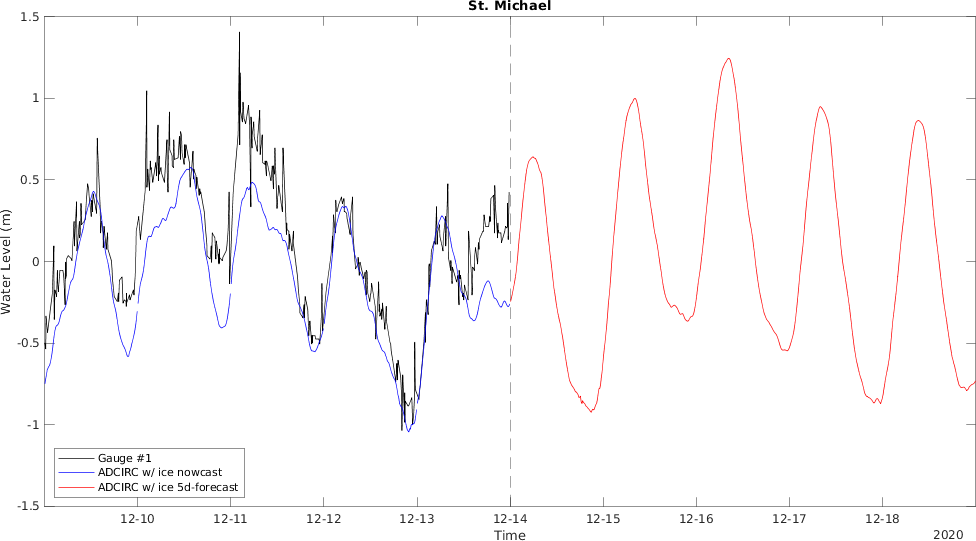 St. Michael
1.5
1
0.5
0
-0.5
-1
-1.5
Water Level (m)
Gauge #1
ADCIRC w/ ice nowcast
ADCIRC w/ ice 5d-forecast
12-10 12-11 12-12 12-13 12-14 12-15 12-16 12-17 12-18
Time
2020